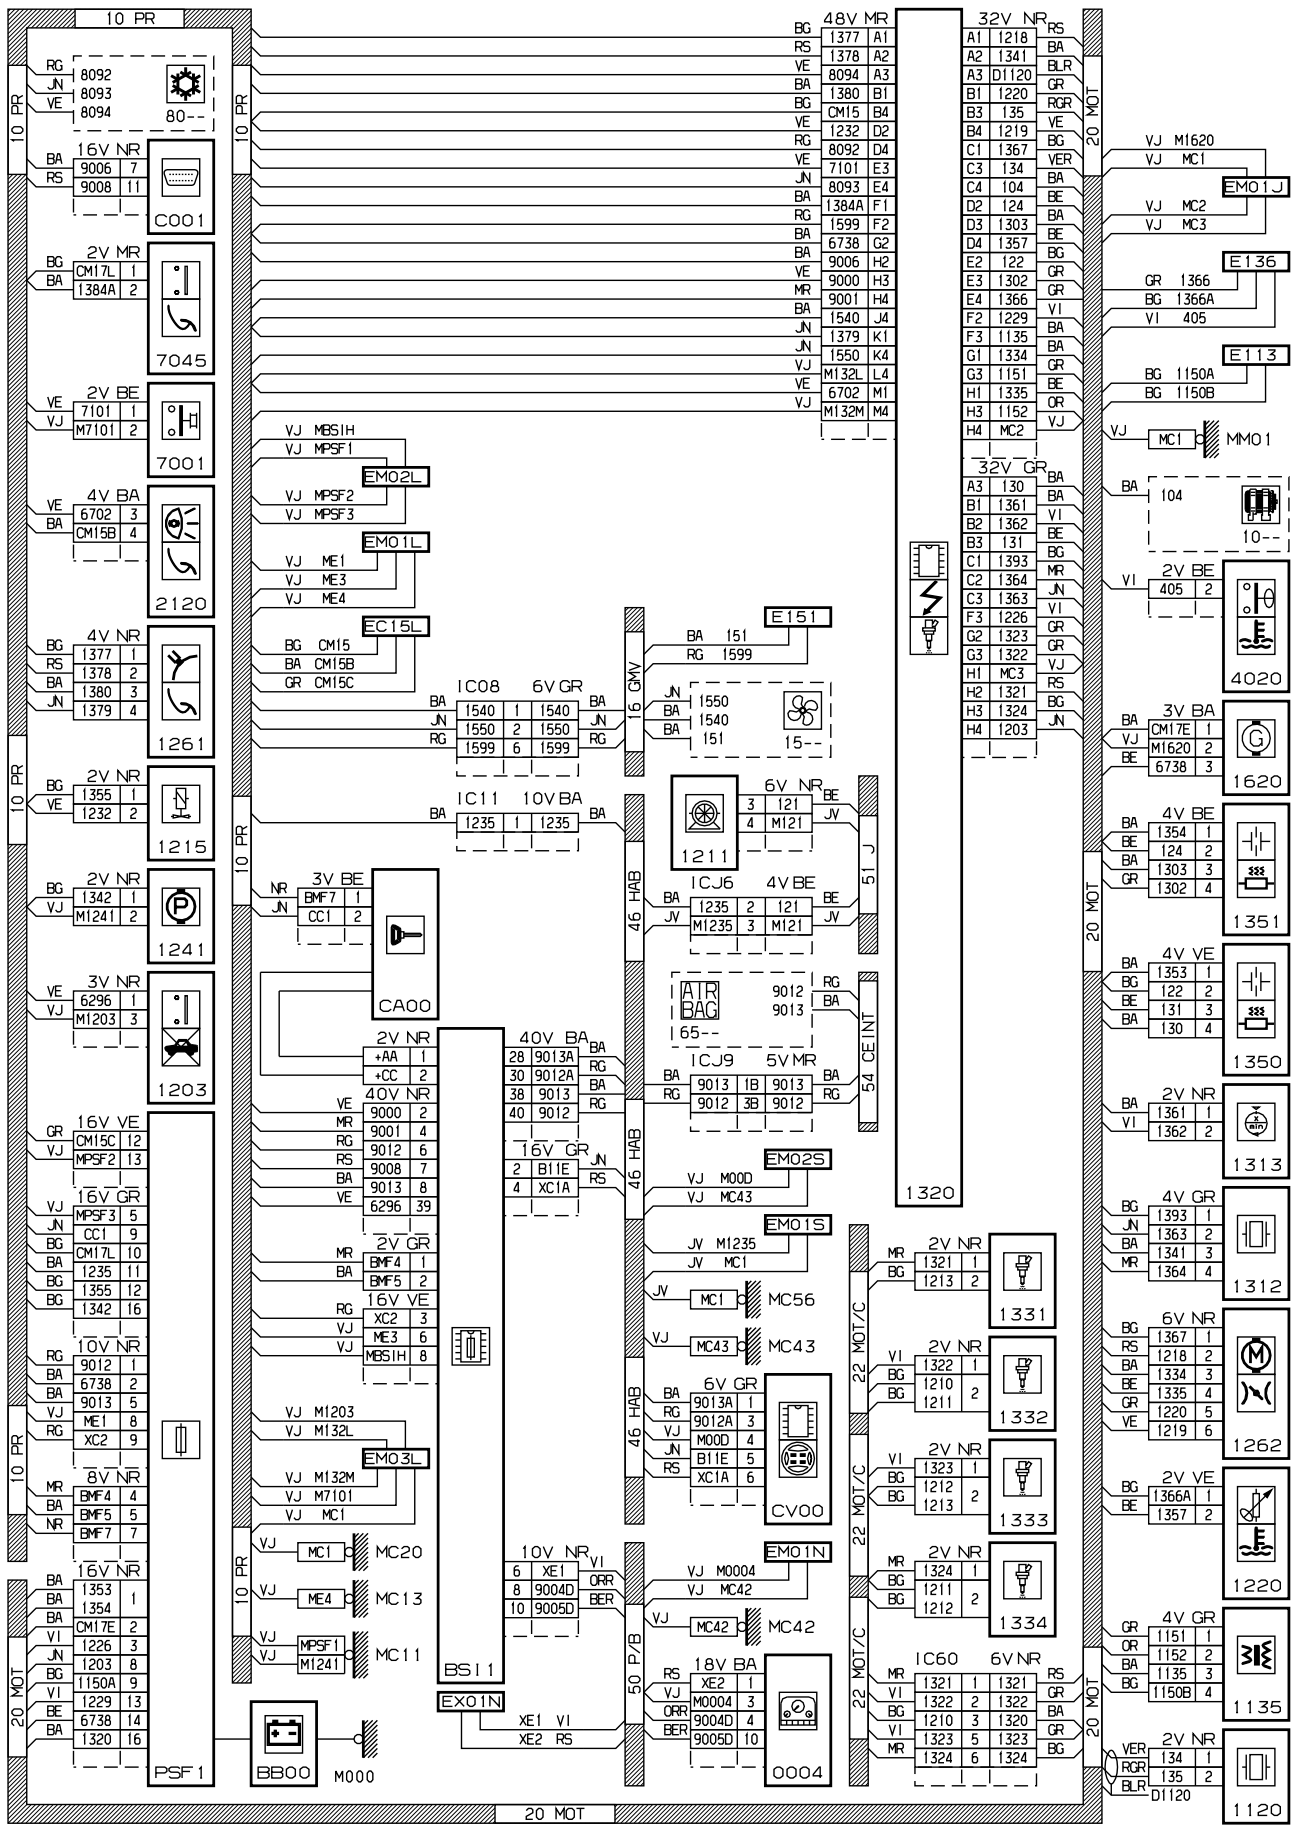 10 PR
RG 8092
JN 8093
VE 8094
80--
10 PR
16V NR
BA 9006 7
RS 9008 11
C001
2V MR
BG CM17L 1
BA 1384A 2
7045
2V BE
VE 7101 1
VJ M7101 2
7001
4V BA
VE 6702 3
BA CM15B 4
2120
4V NR
BG 1377 1
RS 1378 2
BA 1380 3
JN 1379 4
1261
10 PR
2V NR
BG 1355 1
VE 1232 2
1215
2V NR
BG 1342 1
VJ M1241 2
P
1241
3V NR
VE 6296 1
VJ M1203 3
1203
16V VE
GR CM15C 12
VJ MPSF2 13
16V GR
VJ MPSF3 5
JN CC1 9
BG CM17L 10
BA 1235 11
BG 1355 12
BG 1342 16
10V NR
RG 9012 1
BA 6738 2
BA 9013 5
VJ ME1 8
RG XC2 9
10 PR
8V NR
MR BMF4 4
BA BMF5 5
NR BMF7 7
16V NR
BA 1353 1
BA 1354
BA CM17E 2
VI 1226 3
JN 1203 8
BG 1150A 9
VI 1229 13
BE 6738 14
BA 1320 16
20 MOT
PSF1
BB00
M000
10 PR
48V MR
BG 1377 A1
RS 1378 A2
VE 8094 A3
BA 1380 B1
BG CM15 B4
VE 1232 D2
RG 8092 D4
VE 7101 E3
JN 8093 E4
BA 1384A F1
RG 1599 F2
BA 6738 G2
BA 9006 H2
VE 9000 H3
MR 9001 H4
BA 1540 J4
JN 1379 K1
JN 1550 K4
VJ M132L L4
VE 6702 M1
VJ M132M M4
VJ MBSIH
VJ MPSF1
EM02L
VJ MPSF2
VJ MPSF3
EM01L
VJ ME1
VJ ME3
VJ ME4
EC15L
BG CM15
BA CM15B
GR CM15C
IC08 6V GR
BA 1540 1 1540 BA
JN 1550 2 1550 JN
RG 1599 6 1599 RG
IC11 10V BA
BA 1235 1 1235 BA
10 PR
3V BE
NR BMF7 1
JN CC1 2
CA00
2V NR
+AA 1
+CC 2
40V NR
VE 9000 2
MR 9001 4
RG 9012 6
RS 9008 7
BA 9013 8
VE 6296 39
2V GR
MR BMF4 1
BA BMF5 2
16V VE
RG XC2 3
VJ ME3 6
VJ MBSIH 8
40V BA
28 9013A BA
30 9012A RG
38 9013 BA
40 9012 RG
16V GR
2 B11E JN
4 XC1A RS
VJ M1203
VJ M132L
EM03L
VJ M132M
VJ M7101
VJ MC1
10 PR
VJ MC1 MC20
VJ ME4 MC13
VJ MPSF1
VJ M1241 MC11
10V NR
6 XE1 VI
8 9004D ORR
10 9005D BER
BSI1
EX01N
XE1 VI
XE2 RS
16 GMV
E151
BA 151
RG 1599
JN 1550
BA 1540
BA 151
15--
6V NR
3 121 BE
4 M121 JV
1211
46 HAB
ICJ6 4V BE
BA 1235 2 121 BE
JV M1235 3 M121 JV
51 J
AIR BAG
9012 RG
9013 BA
65--
ICJ9 5V MR
BA 9013 1B 9013 BA
RG 9012 3B 9012 RG
54 CE INT
46 HAB
EM02S
VJ M00D
VJ MC43
EM01S
JV M1235
JV MC1
JV MC1 MC56
VJ MC43 MC43
46 HAB
6V GR
BA 9013A 1
RG 9012A 3
VJ M00D 4
JN B11E 5
RS XC1A 6
CV00
EM01N
VJ M0004
VJ MC42
VJ MC42 MC42
50 P/B
18V BA
RS XE2 1
VJ M0004 3
ORR 9004D 4
BER 9005D 10
0004
1320
22 MOT/C
2V NR
MR 1321 1
BG 1213 2
1331
2V NR
VI 1322 1
BG 1210 2
BG 1211
1332
22 MOT/C
2V NR
VI 1323 1
BG 1212 2
BG 1213
1333
2V NR
MR 1324 1
BG 1211 2
BG 1212
1334
22 MOT/C
IC60 6V NR
MR 1321 1 1321 RS
VI 1322 2 1322 GR
BG 1210 3 1320 BA
VI 1323 5 1323 GR
MR 1324 6 1324 BG
32V NR
A1 1218 RS
A2 1341 BA
A3 D1120 BLR
B1 1220 GR
B3 135 RGR
B4 1219 VE
C1 1367 BG
C3 134 VER
C4 104 BA
D2 124 BE
D3 1303 BA
D4 1357 BE
E2 122 BG
E3 1302 GR
E4 1366 GR
F2 1229 VI
F3 1135 BA
G1 1334 BA
G3 1151 GR
H1 1335 BE
H3 1152 OR
H4 MC2 VJ
32V GR
A3 130 BA
B1 1361 BA
B2 1362 VI
B3 131 BE
C1 1393 BG
C2 1364 MR
C3 1363 JN
F3 1226 VI
G2 1323 GR
G3 1322 GR
H1 MC3 VJ
H2 1321 RS
H3 1324 BG
H4 1203 JN
20 MOT
VJ M1620
VJ MC1
EM01J
VJ MC2
VJ MC3
E136
GR 1366
BG 1366A
VI 405
E113
BG 1150A
BG 1150B
VJ MC1 MM01
BA 104
10--
2V BE
VI 405 2
4020
3V BA
BA CM17E 1
VJ M1620 2
BE 6738 3
G
1620
4V BE
BA 1354 1
BE 124 2
BA 1303 3
GR 1302 4
1351
20 MOT
4V VE
BA 1353 1
BG 122 2
BE 131 3
BA 130 4
1350
2V NR
BA 1361 1
VI 1362 2
x
min
1313
4V GR
BG 1393 1
JN 1363 2
BA 1341 3
MR 1364 4
1312
6V NR
BG 1367 1
RS 1218 2
BA 1334 3
BE 1335 4
GR 1220 5
VE 1219 6
M
1262
2V VE
BG 1366A 1
BE 1357 2
1220
4V GR
GR 1151 1
OR 1152 2
BA 1135 3
BG 1150B 4
1135
20 MOT
2V NR
VER 134 1
RGR 135 2
BLR D1120
1120
20 MOT